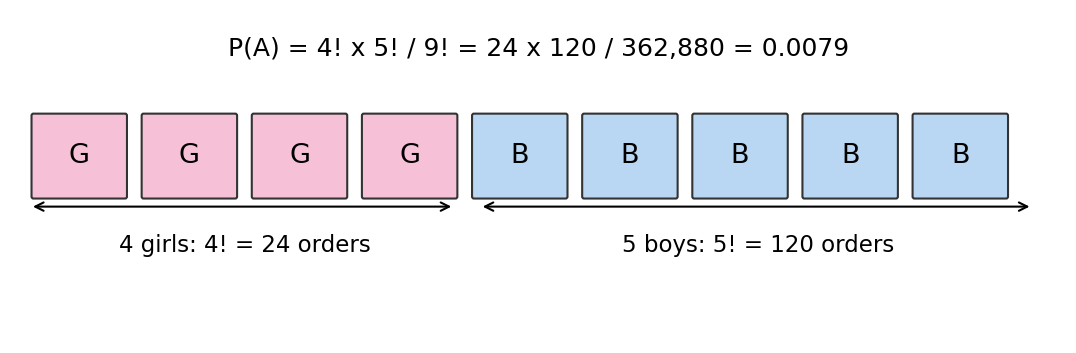 P(A) = 4! x 5! / 9! = 24 x 120 / 362,880 = 0.0079
G G G G B B B B B
4 girls: 4! = 24 orders 5 boys: 5! = 120 orders